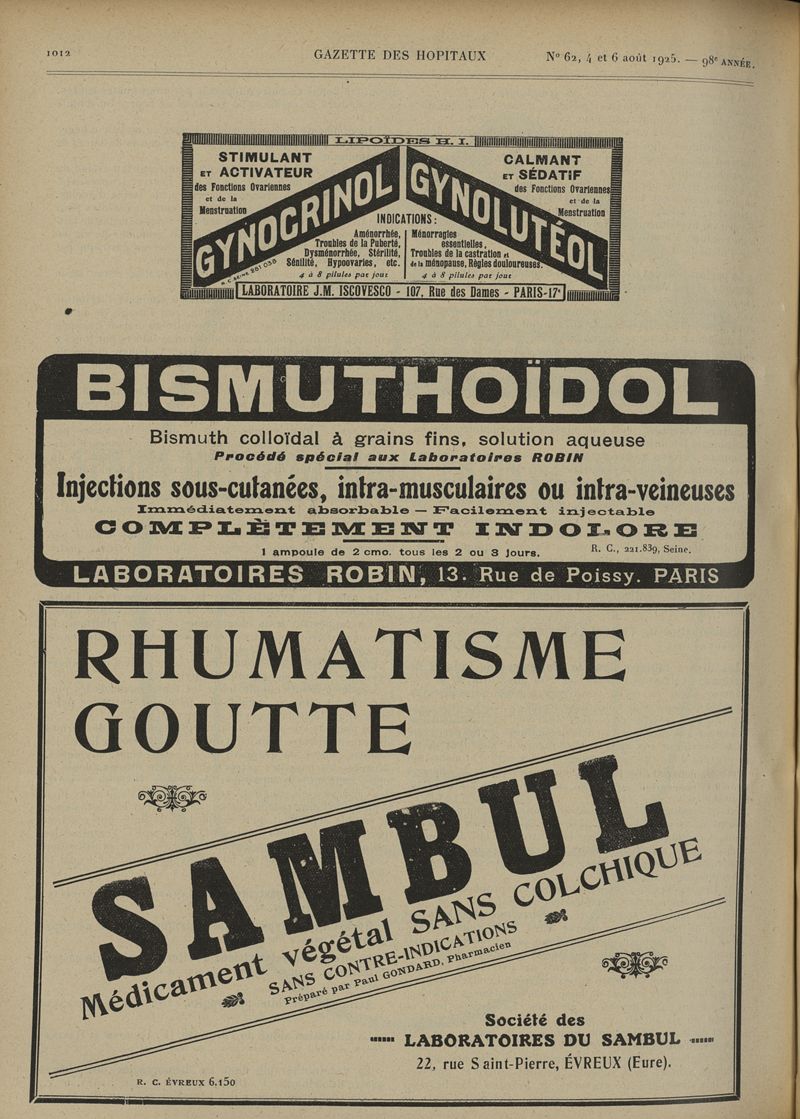 1012 GAZETTE DES HOPITAUX Nº 62, 4 et 6 août 1925. — 98e ANNÉE.
LIPOÏDES H. I.
STIMULANT
ET ACTIVATEUR
des Fonctions Ovariennes
et de la
Menstruation
GYNOCRINOL
GYNOLUTÉOL
CALMANT
ET SÉDATIF
des Fonctions Ovariennes
et de la
Menstruation
INDICATIONS:
Aménorrhée,
Troubles de la Puberté,
Dysménorrhée, Stérilité,
Sénilité, Hypoovaries, etc.
4 à 8 pilules par jour
Ménorragies
essentielles,
Troubles de la castration et
de la ménopause, Règles douloureuses.
4 à 8 pilules par jour
R. C. SEINE 281 038
LABORATOIRE J.M. ISCOVESCO - 107, Rue des Dames - PARIS-17e
BISMUTHOÏDOL
Bismuth colloïdal à grains fins, solution aqueuse
Procédé spécial aux Laboratoires ROBIN
Injections sous-cutanées, intra-musculaires ou intra-veineuses
Immédiatement absorbable — Facilement injectable
COMPLÈTEMENT INDOLORE
1 ampoule de 2 cmc. tous les 2 ou 3 jours. R. C., 221.839, Seine.
LABORATOIRES ROBIN, 13. Rue de Poissy. PARIS
RHUMATISME
GOUTTE
SAMBUL
Médicament végétal SANS COLCHIQUE
SANS CONTRE-INDICATIONS
Préparé par Paul GONDARD, Pharmacien
Société des
LABORATOIRES DU SAMBUL
22, rue Saint-Pierre, ÉVREUX (Eure).
R. C. ÉVREUX 6.150